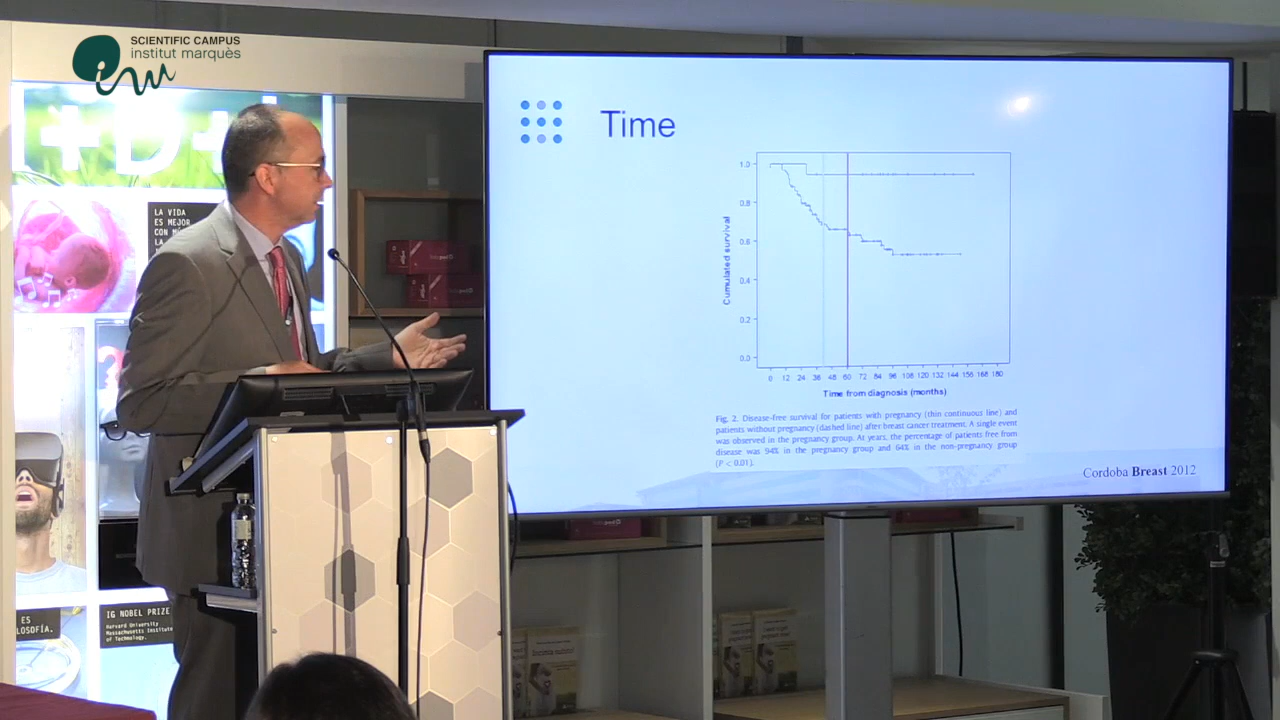 SCIENTIFIC CAMPUS
institut marquès
+D+i
LA VIDA
ES MEJOR
CON
LA
ES
LOSOFÍA.
IG NOBEL PRIZE
Harvard University
Massachusetts Institute
of Technology.
Time
1.0
0.8
0.6
0.4
0.2
0.0
Cumulated survival
0 12 24 36 48 60 72 84 96 108 120 132 144 156 168 180
Time from diagnosis (months)
Fig. 2. Disease-free survival for patients with pregnancy (thin continuous line) and
patients without pregnancy (dashed line) after breast cancer treatment. A single event
was observed in the pregnancy group. At years, the percentage of patients free from
disease was 94% in the pregnancy group and 64% in the non-pregnancy group
(P < 0.01).
Cordoba Breast 2012